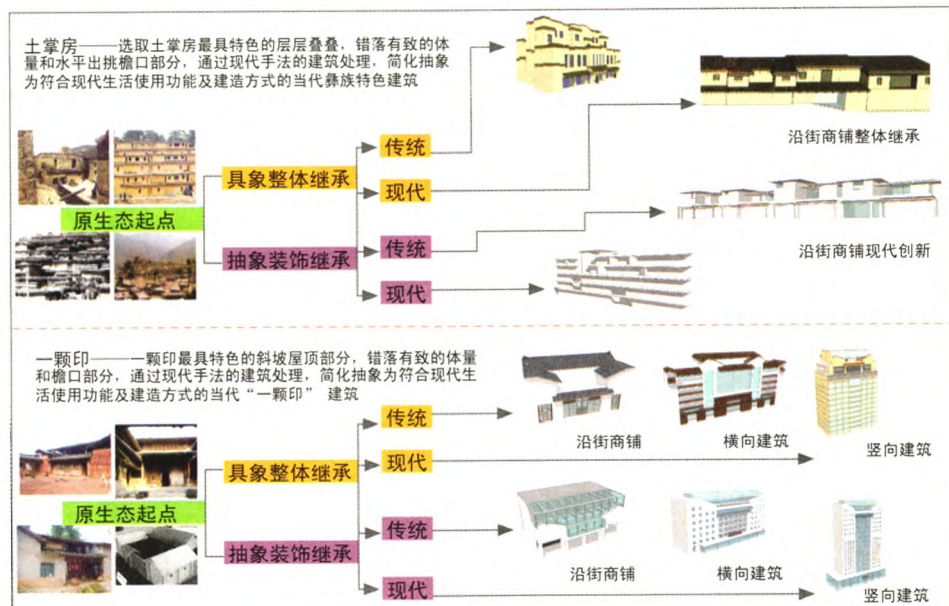 土掌房——选取土掌房最具特色的层层叠叠，错落有致的体
量和水平出挑檐口部分，通过现代手法的建筑处理，简化抽象
为符合现代生活使用功能及建造方式的当代彝族特色建筑
传统
沿街商铺整体继承
具象整体继承
现代
原生态起点
传统
抽象装饰继承
沿街商铺现代创新
现代
一颗印——一颗印最具特色的斜坡屋顶部分，错落有致的体量
和檐口部分，通过现代手法的建筑处理，简化抽象为符合现代生
活使用功能及建造方式的当代“一颗印” 建筑
传统
沿街商铺
横向建筑
竖向建筑
具象整体继承
现代
原生态起点
传统
抽象装饰继承
沿街商铺
横向建筑
现代
竖向建筑